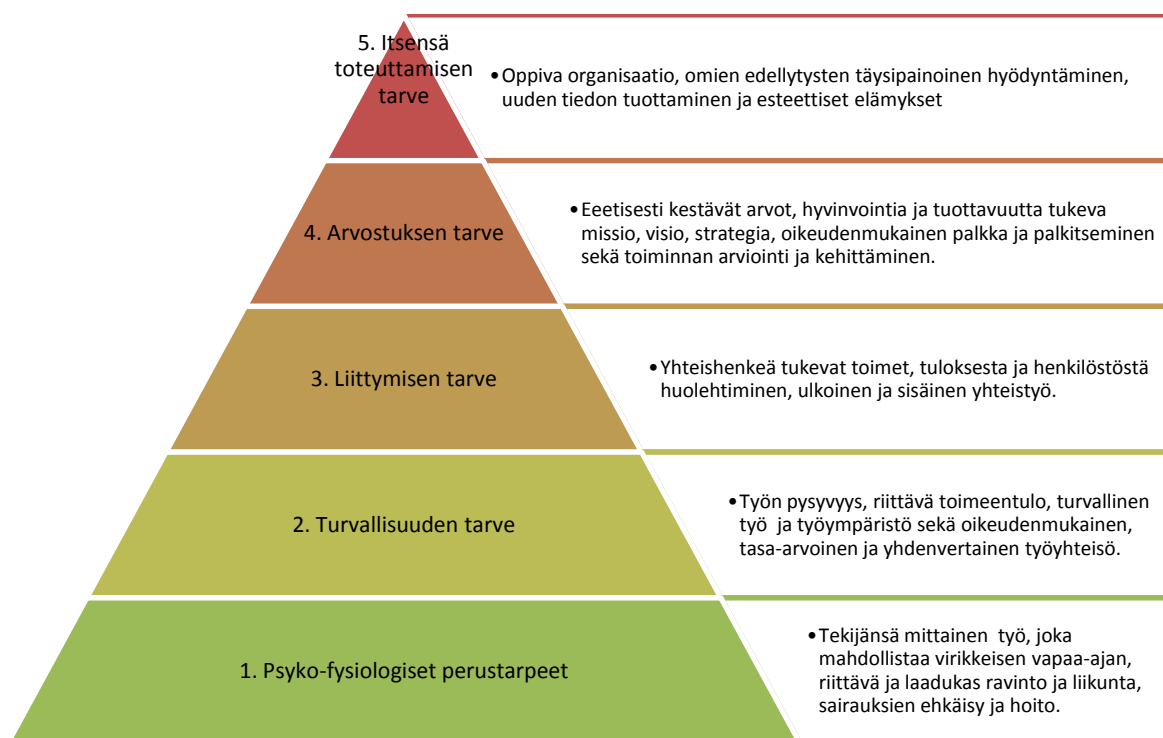 5. Itsensä
toteuttamisen
tarve
•Oppiva organisaatio, omien edellytysten täysipainoinen hyödyntäminen,
uuden tiedon tuottaminen ja esteettiset elämykset
4. Arvostuksen tarve
•Eeetisesti kestävät arvot, hyvinvointia ja tuottavuutta tukeva
missio, visio, strategia, oikeudenmukainen palkka ja palkitseminen
sekä toiminnan arviointi ja kehittäminen.
3. Liittymisen tarve
•Yhteishenkeä tukevat toimet, tuloksesta ja henkilöstöstä
huolehtiminen, ulkoinen ja sisäinen yhteistyö.
2. Turvallisuuden tarve
•Työn pysyvyys, riittävä toimeentulo, turvallinen
työ ja työympäristö sekä oikeudenmukainen,
tasa-arvoinen ja yhdenvertainen työyhteisö.
1. Psyko-fysiologiset perustarpeet
•Tekijänsä mittainen työ, joka
mahdollistaa virikkeisen vapaa-ajan,
riittävä ja laadukas ravinto ja liikunta,
sairauksien ehkäisy ja hoito.